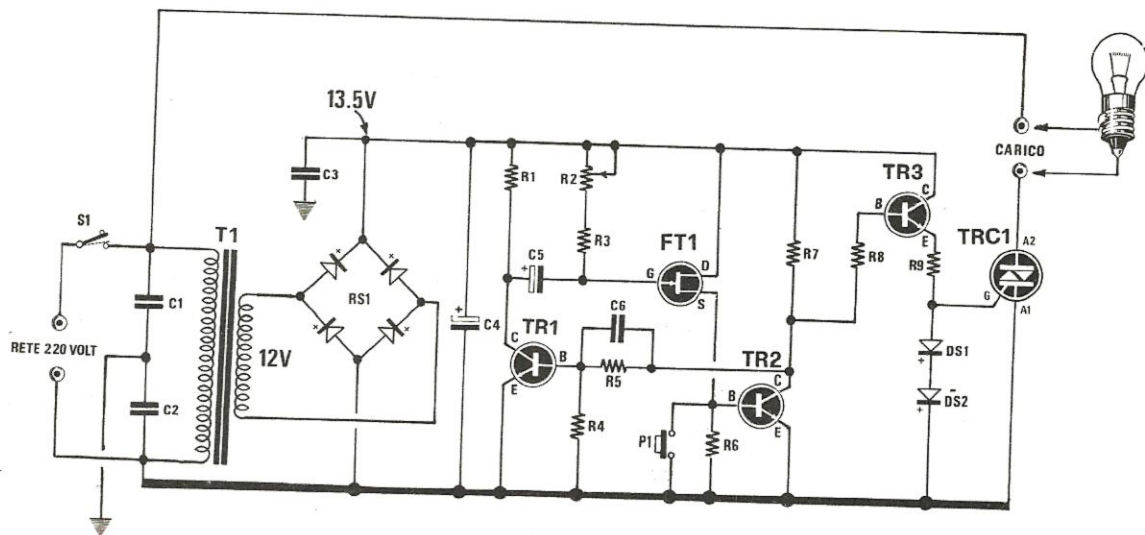 13.5V
C3
S1
T1
C1
RETE 220 VOLT
C2
12V
RS1
+
+
+
+
+
C4
R1
R2
R3
+
C5
C
TR1
B
E
C6
R5
R4
FT1
G
D
S
P1
R6
TR2
B
C
E
R7
R8
TR3
B
C
E
R9
CARICO
TRC1
A2
G
A1
DS1
+
DS2
+
-